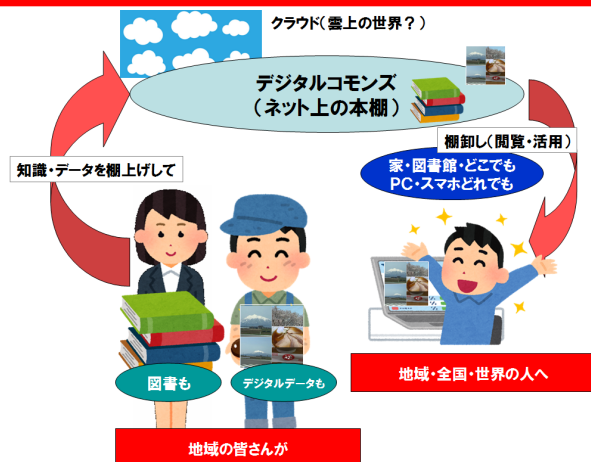 クラウド（雲上の世界？）
デジタルコモンズ
（ネット上の本棚）
棚卸し（閲覧・活用）
知識・データを棚上げして
家・図書館・どこでも
PC・スマホどれでも
図書も
デジタルデータも
地域・全国・世界の人へ
地域の皆さんが